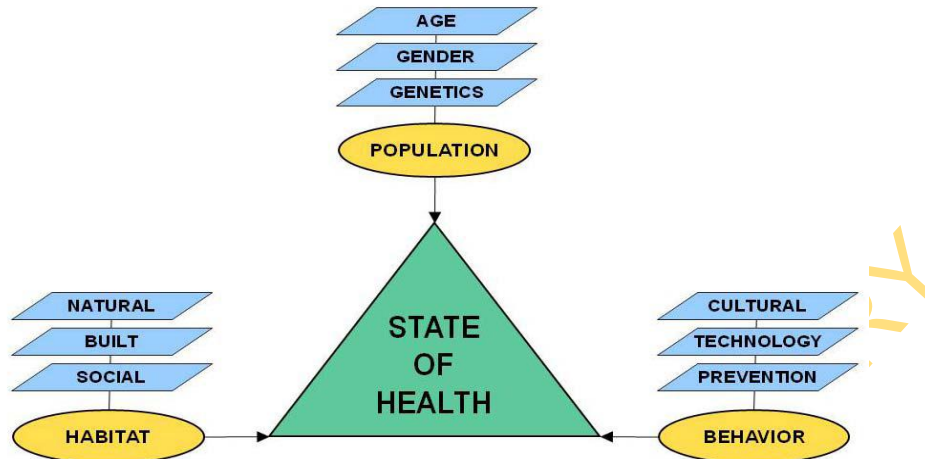 AGE
GENDER
GENETICS
POPULATION
NATURAL
BUILT
SOCIAL
HABITAT
STATE
OF
HEALTH
CULTURAL
TECHNOLOGY
PREVENTION
BEHAVIOR